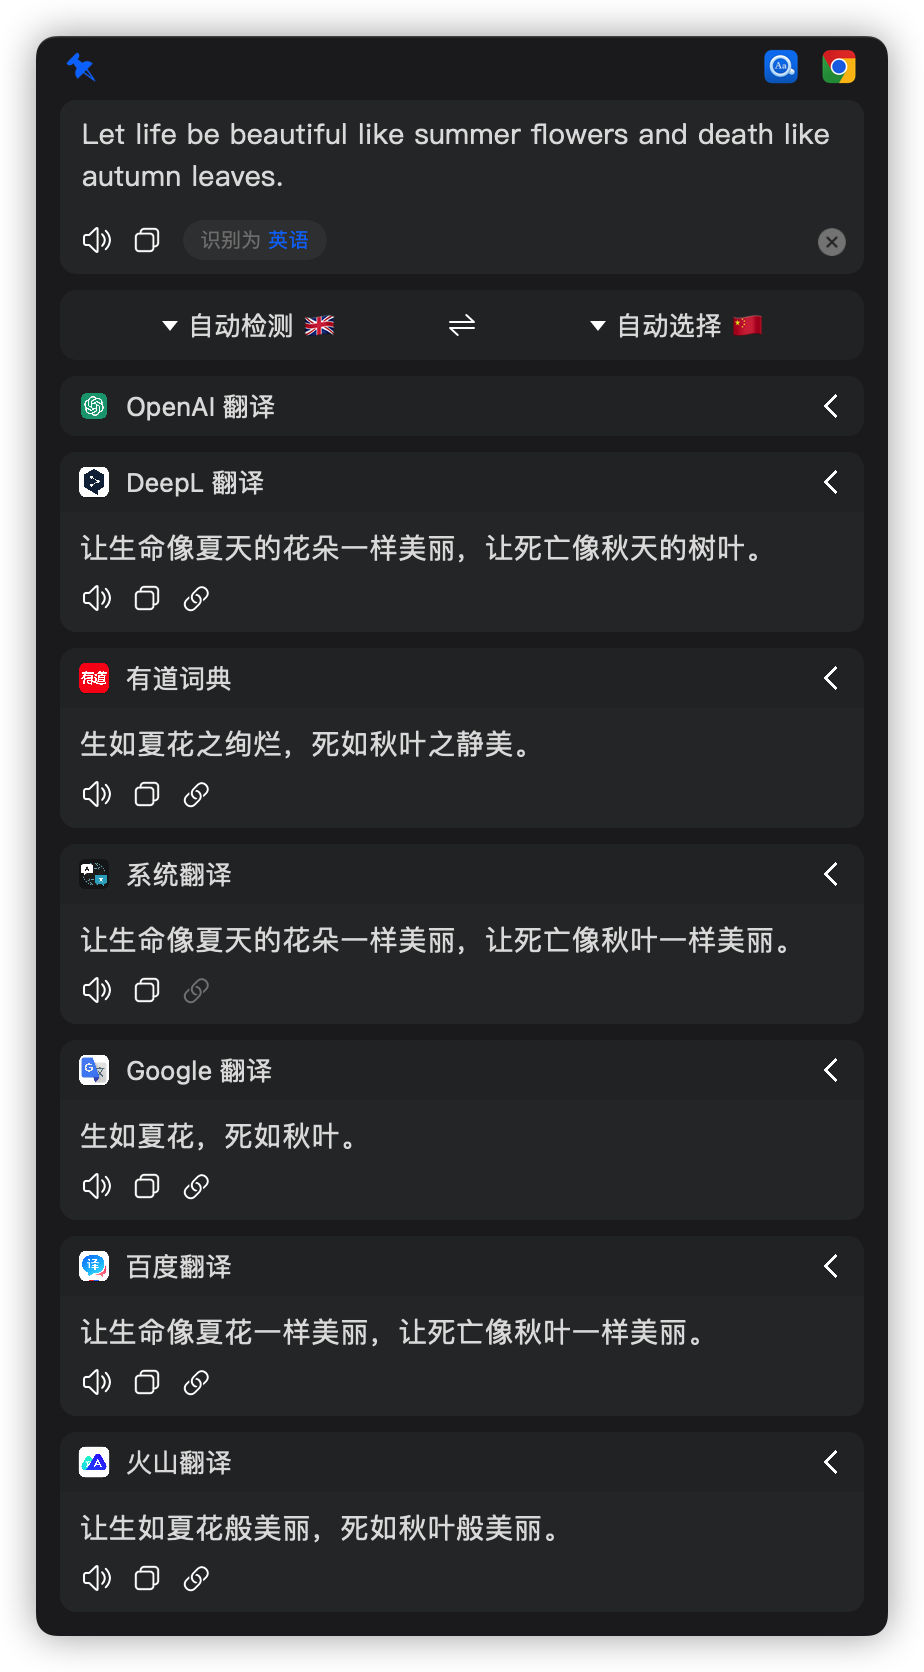 Aa
Let life be beautiful like summer flowers and death like
autumn leaves.
识别为 英语
自动检测
自动选择
OpenAI 翻译
DeepL 翻译
让生命像夏天的花朵一样美丽，让死亡像秋天的树叶。
有道
有道词典
生如夏花之绚烂，死如秋叶之静美。
系统翻译
让生命像夏天的花朵一样美丽，让死亡像秋叶一样美丽。
Google 翻译
生如夏花，死如秋叶。
译
百度翻译
让生命像夏花一样美丽，让死亡像秋叶一样美丽。
火山翻译
让生如夏花般美丽，死如秋叶般美丽。